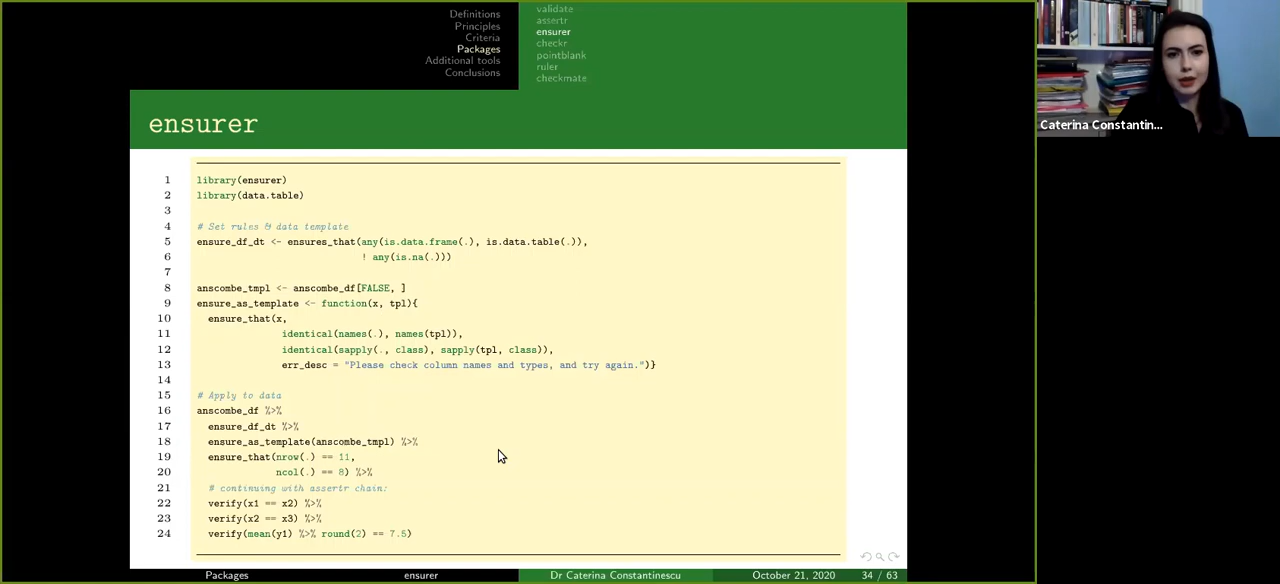 Definitions
Principles
Criteria
Packages
Additional tools
Conclusions
validate
assertr
ensurer
checkr
pointblank
ruler
checkmate
ensurer
1 library(ensurer)
2 library(data.table)
3
4 # Set rules & data template
5 ensure_df_dt <- ensures_that(any(is.data.frame(.), is.data.table(.)),
6 ! any(is.na(.)))
7
8 anscombe_tmpl <- anscombe_df[FALSE, ]
9 ensure_as_template <- function(x, tpl){
10 ensure_that(x,
11 identical(names(.), names(tpl)),
12 identical(sapply(., class), sapply(tpl, class)),
13 err_desc = "Please check column names and types, and try again.")}
14
15 # Apply to data
16 anscombe_df %>%
17 ensure_df_dt %>%
18 ensure_as_template(anscombe_tmpl) %>%
19 ensure_that(nrow(.) == 11,
20 ncol(.) == 8) %>%
21 # continuing with assertr chain:
22 verify(x1 == x2) %>%
23 verify(x2 == x3) %>%
24 verify(mean(y1) %>% round(2) == 7.5)
Packages ensurer Dr Caterina Constantinescu October 21, 2020 34 / 63
Caterina Constantin...